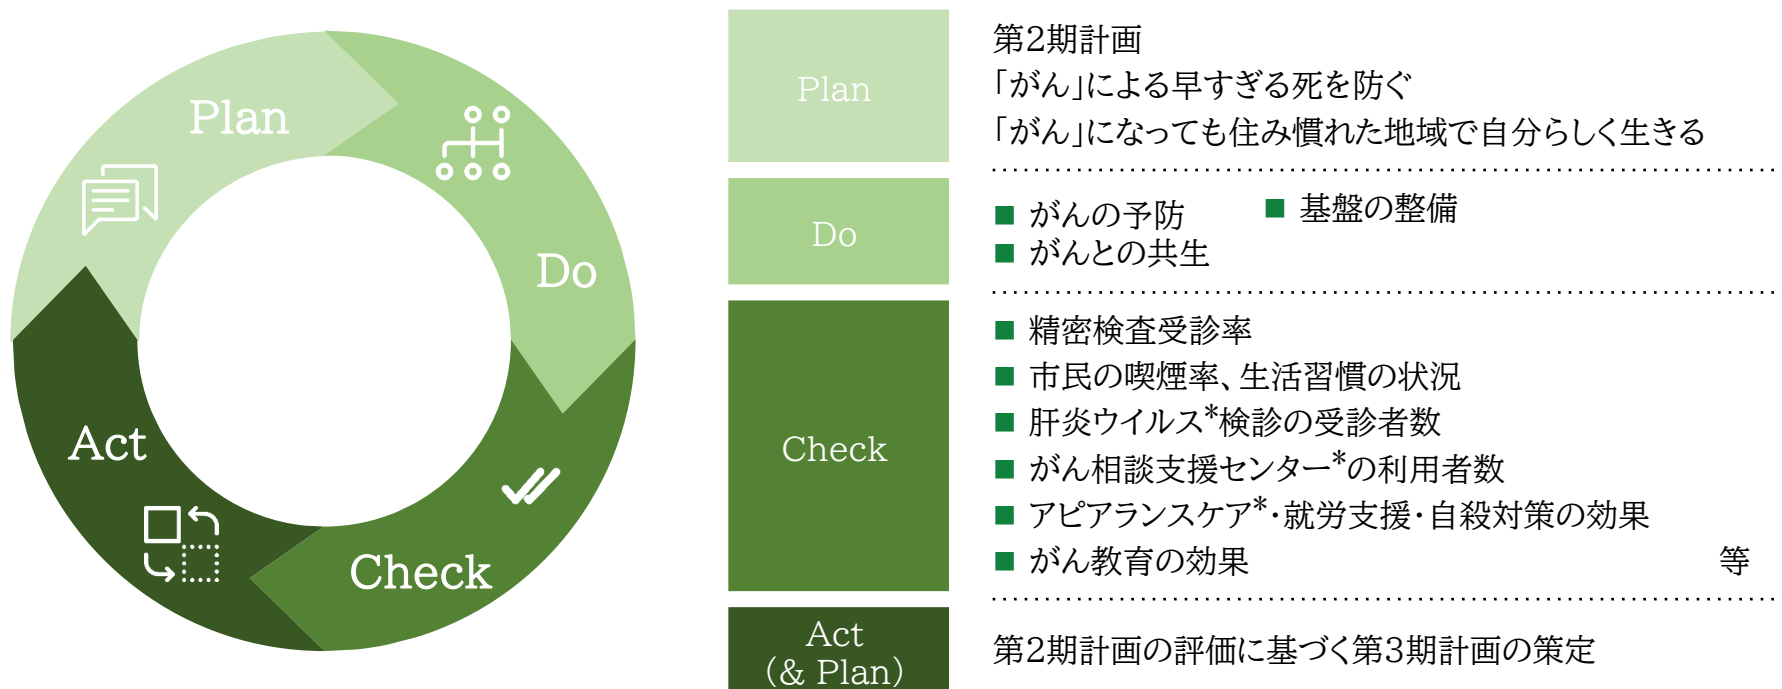 Plan
Do
Check
Act
Plan
第2期計画
「がん」による早すぎる死を防ぐ
「がん」になっても住み慣れた地域で自分らしく生きる
Do
■ がんの予防 ■ 基盤の整備
■ がんとの共生
Check
■ 精密検査受診率
■ 市民の喫煙率、生活習慣の状況
■ 肝炎ウイルス*検診の受診者数
■ がん相談支援センター*の利用者数
■ アピアランスケア*・就労支援・自殺対策の効果
■ がん教育の効果 等
Act
(& Plan)
第2期計画の評価に基づく第3期計画の策定